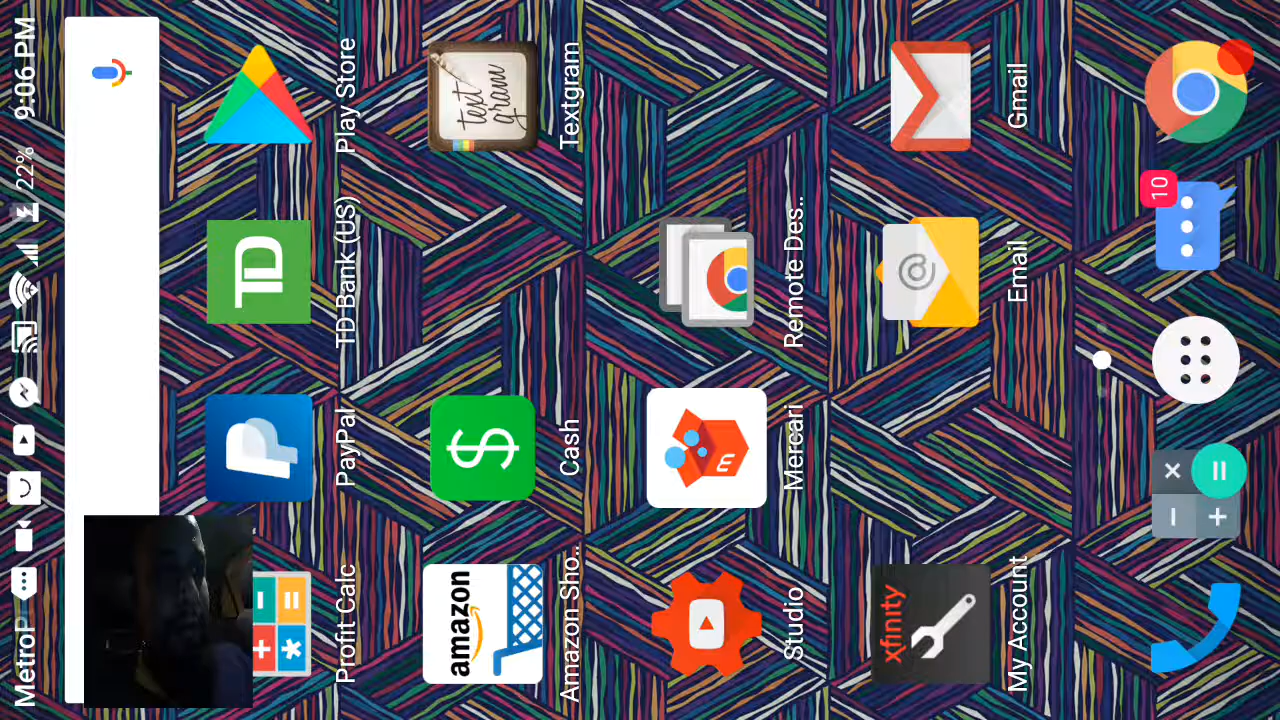 MetroP
22% 9:06 PM
Profit Calc
PayPal
TD Bank (US)
Play Store
amazon
Amazon Sho..
Cash
text
gram
Textgram
Studio
Mercari
Remote Des..
xfinity
My Account
Email
Gmail
10